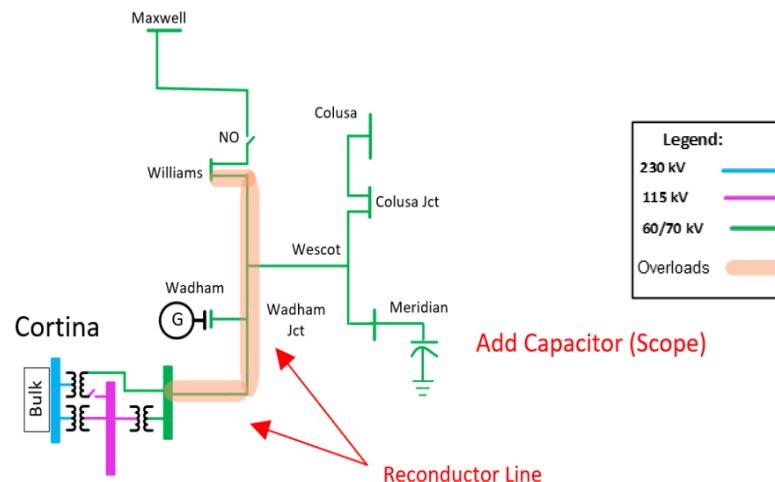 Maxwell
NO
Williams
Colusa
Colusa Jct
Wescot
Wadham
G
Wadham
Jct
Meridian
Cortina
Bulk
Add Capacitor (Scope)
Reconductor Line
Legend:
230 kV
115 kV
60/70 kV
Overloads